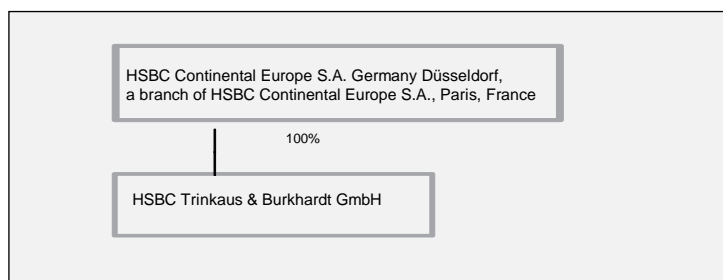 HSBC Continental Europe S.A. Germany Düsseldorf,
a branch of HSBC Continental Europe S.A., Paris, France
100%
HSBC Trinkaus & Burkhardt GmbH